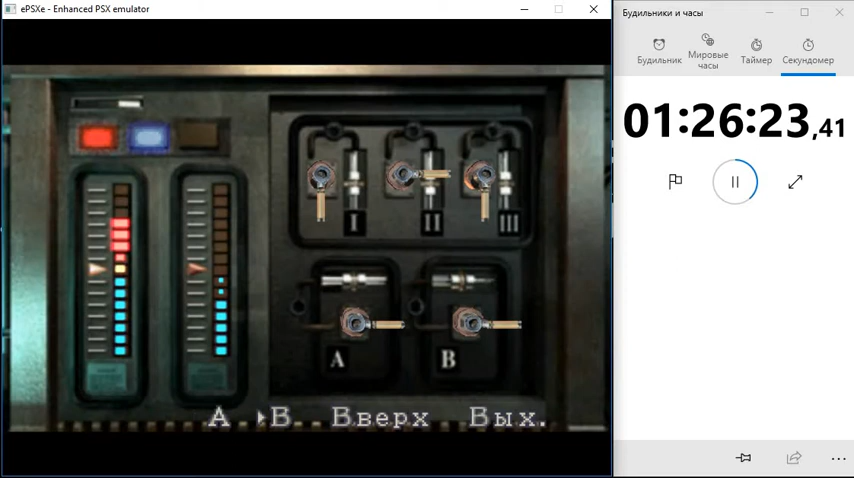 ePSXe - Enhanced PSX emulator
I II III
A B
A B Вверх Вых.
Будильники и часы
Будильник
Мировые часы
Таймер
Секундомер
01:26:23,41